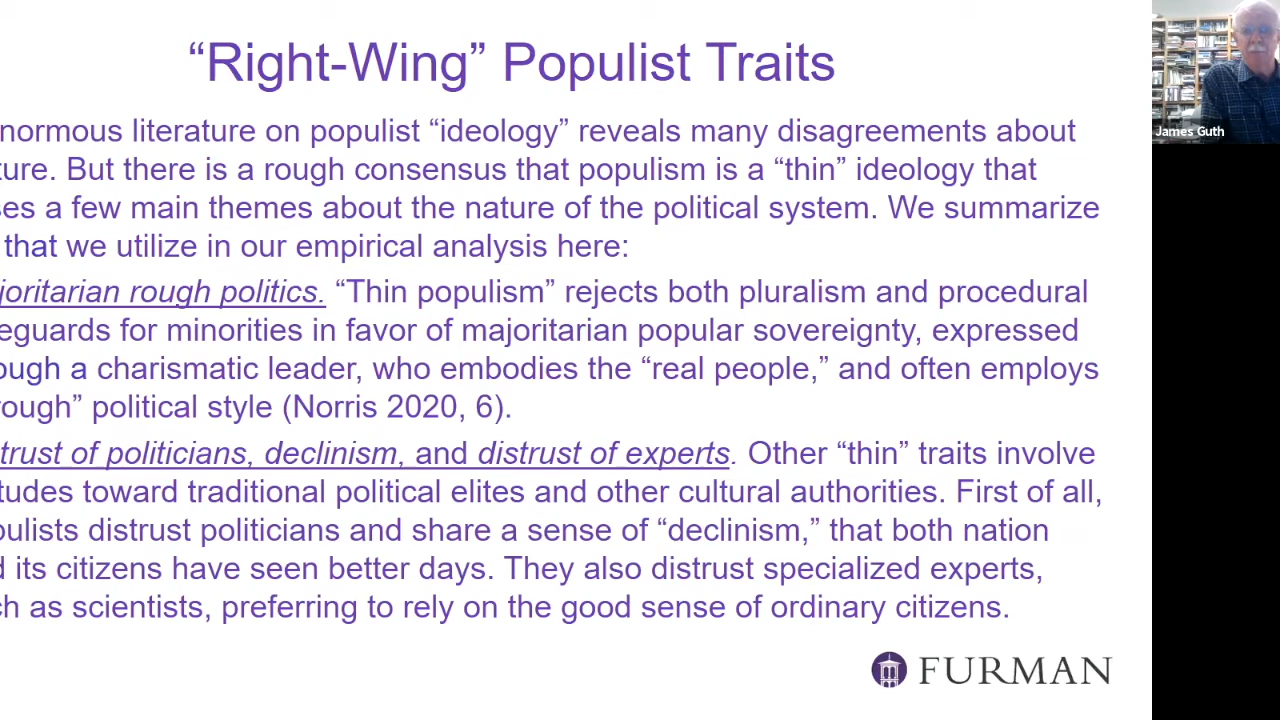 “Right-Wing” Populist Traits
normous literature on populist “ideology” reveals many disagreements about
ture. But there is a rough consensus that populism is a “thin” ideology that
ses a few main themes about the nature of the political system. We summarize
that we utilize in our empirical analysis here:
joritarian rough politics. “Thin populism” rejects both pluralism and procedural
eguards for minorities in favor of majoritarian popular sovereignty, expressed
ough a charismatic leader, who embodies the “real people,” and often employs
rough” political style (Norris 2020, 6).
trust of politicians, declinism, and distrust of experts. Other “thin” traits involve
tudes toward traditional political elites and other cultural authorities. First of all,
pulists distrust politicians and share a sense of “declinism,” that both nation
d its citizens have seen better days. They also distrust specialized experts,
ch as scientists, preferring to rely on the good sense of ordinary citizens.
FURMAN
James Guth